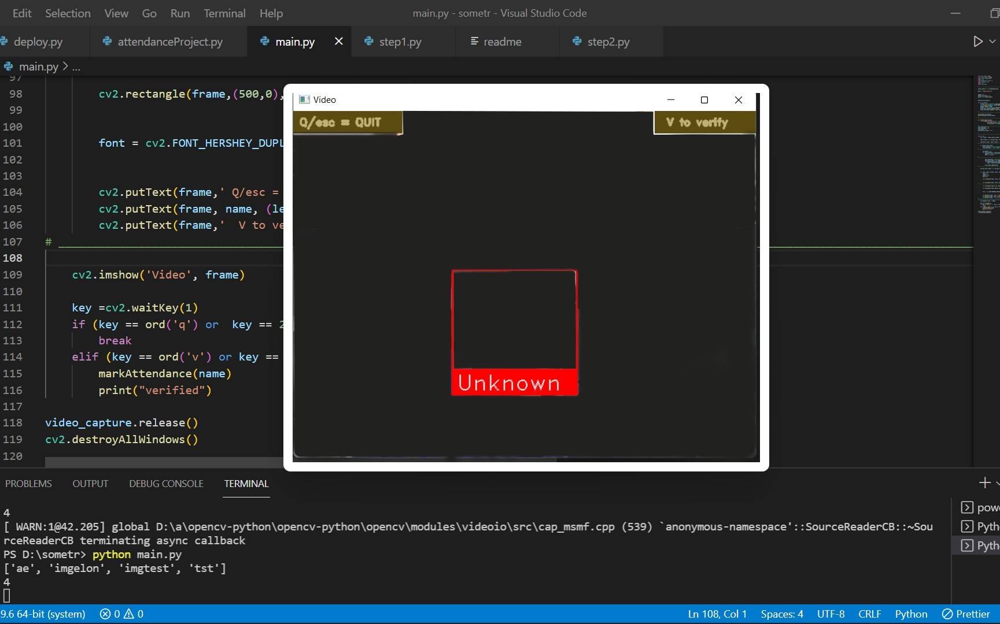 Edit Selection View Go Run Terminal Help main.py - sometr - Visual Studio Code
deploy.py attendanceProject.py main.py step1.py readme step2.py
main.py > ...
97
98 cv2.rectangle(frame,(500,0),
99
100
101 font = cv2.FONT_HERSHEY_DUPL
102
103
104 cv2.putText(frame,' Q/esc =
105 cv2.putText(frame, name, (le
106 cv2.putText(frame,'  V to ve
107 # ____
108
109 cv2.imshow('Video', frame)
110
111 key =cv2.waitKey(1)
112 if (key == ord('q') or  key == 2
113 break
114 elif (key == ord('v') or key ==
115 markAttendance(name)
116 print("verified")
117
118 video_capture.release()
119 cv2.destroyAllWindows()
120
Video
Q/esc = QUIT V to verify
Unknown
PROBLEMS OUTPUT DEBUG CONSOLE TERMINAL
4
[ WARN:1@42.205] global D:\a\opencv-python\opencv-python\opencv\modules\videoio\src\cap_msmf.cpp (539) `anonymous-namespace'::SourceReaderCB::~Sou
rceReaderCB terminating async callback
PS D:\sometr> python main.py
['ae', 'imgelon', 'imgtest', 'tst']
4
pow
Pyth
Pyth
9.6 64-bit (system) 0 0 Ln 108, Col 1 Spaces: 4 UTF-8 CRLF Python Prettier